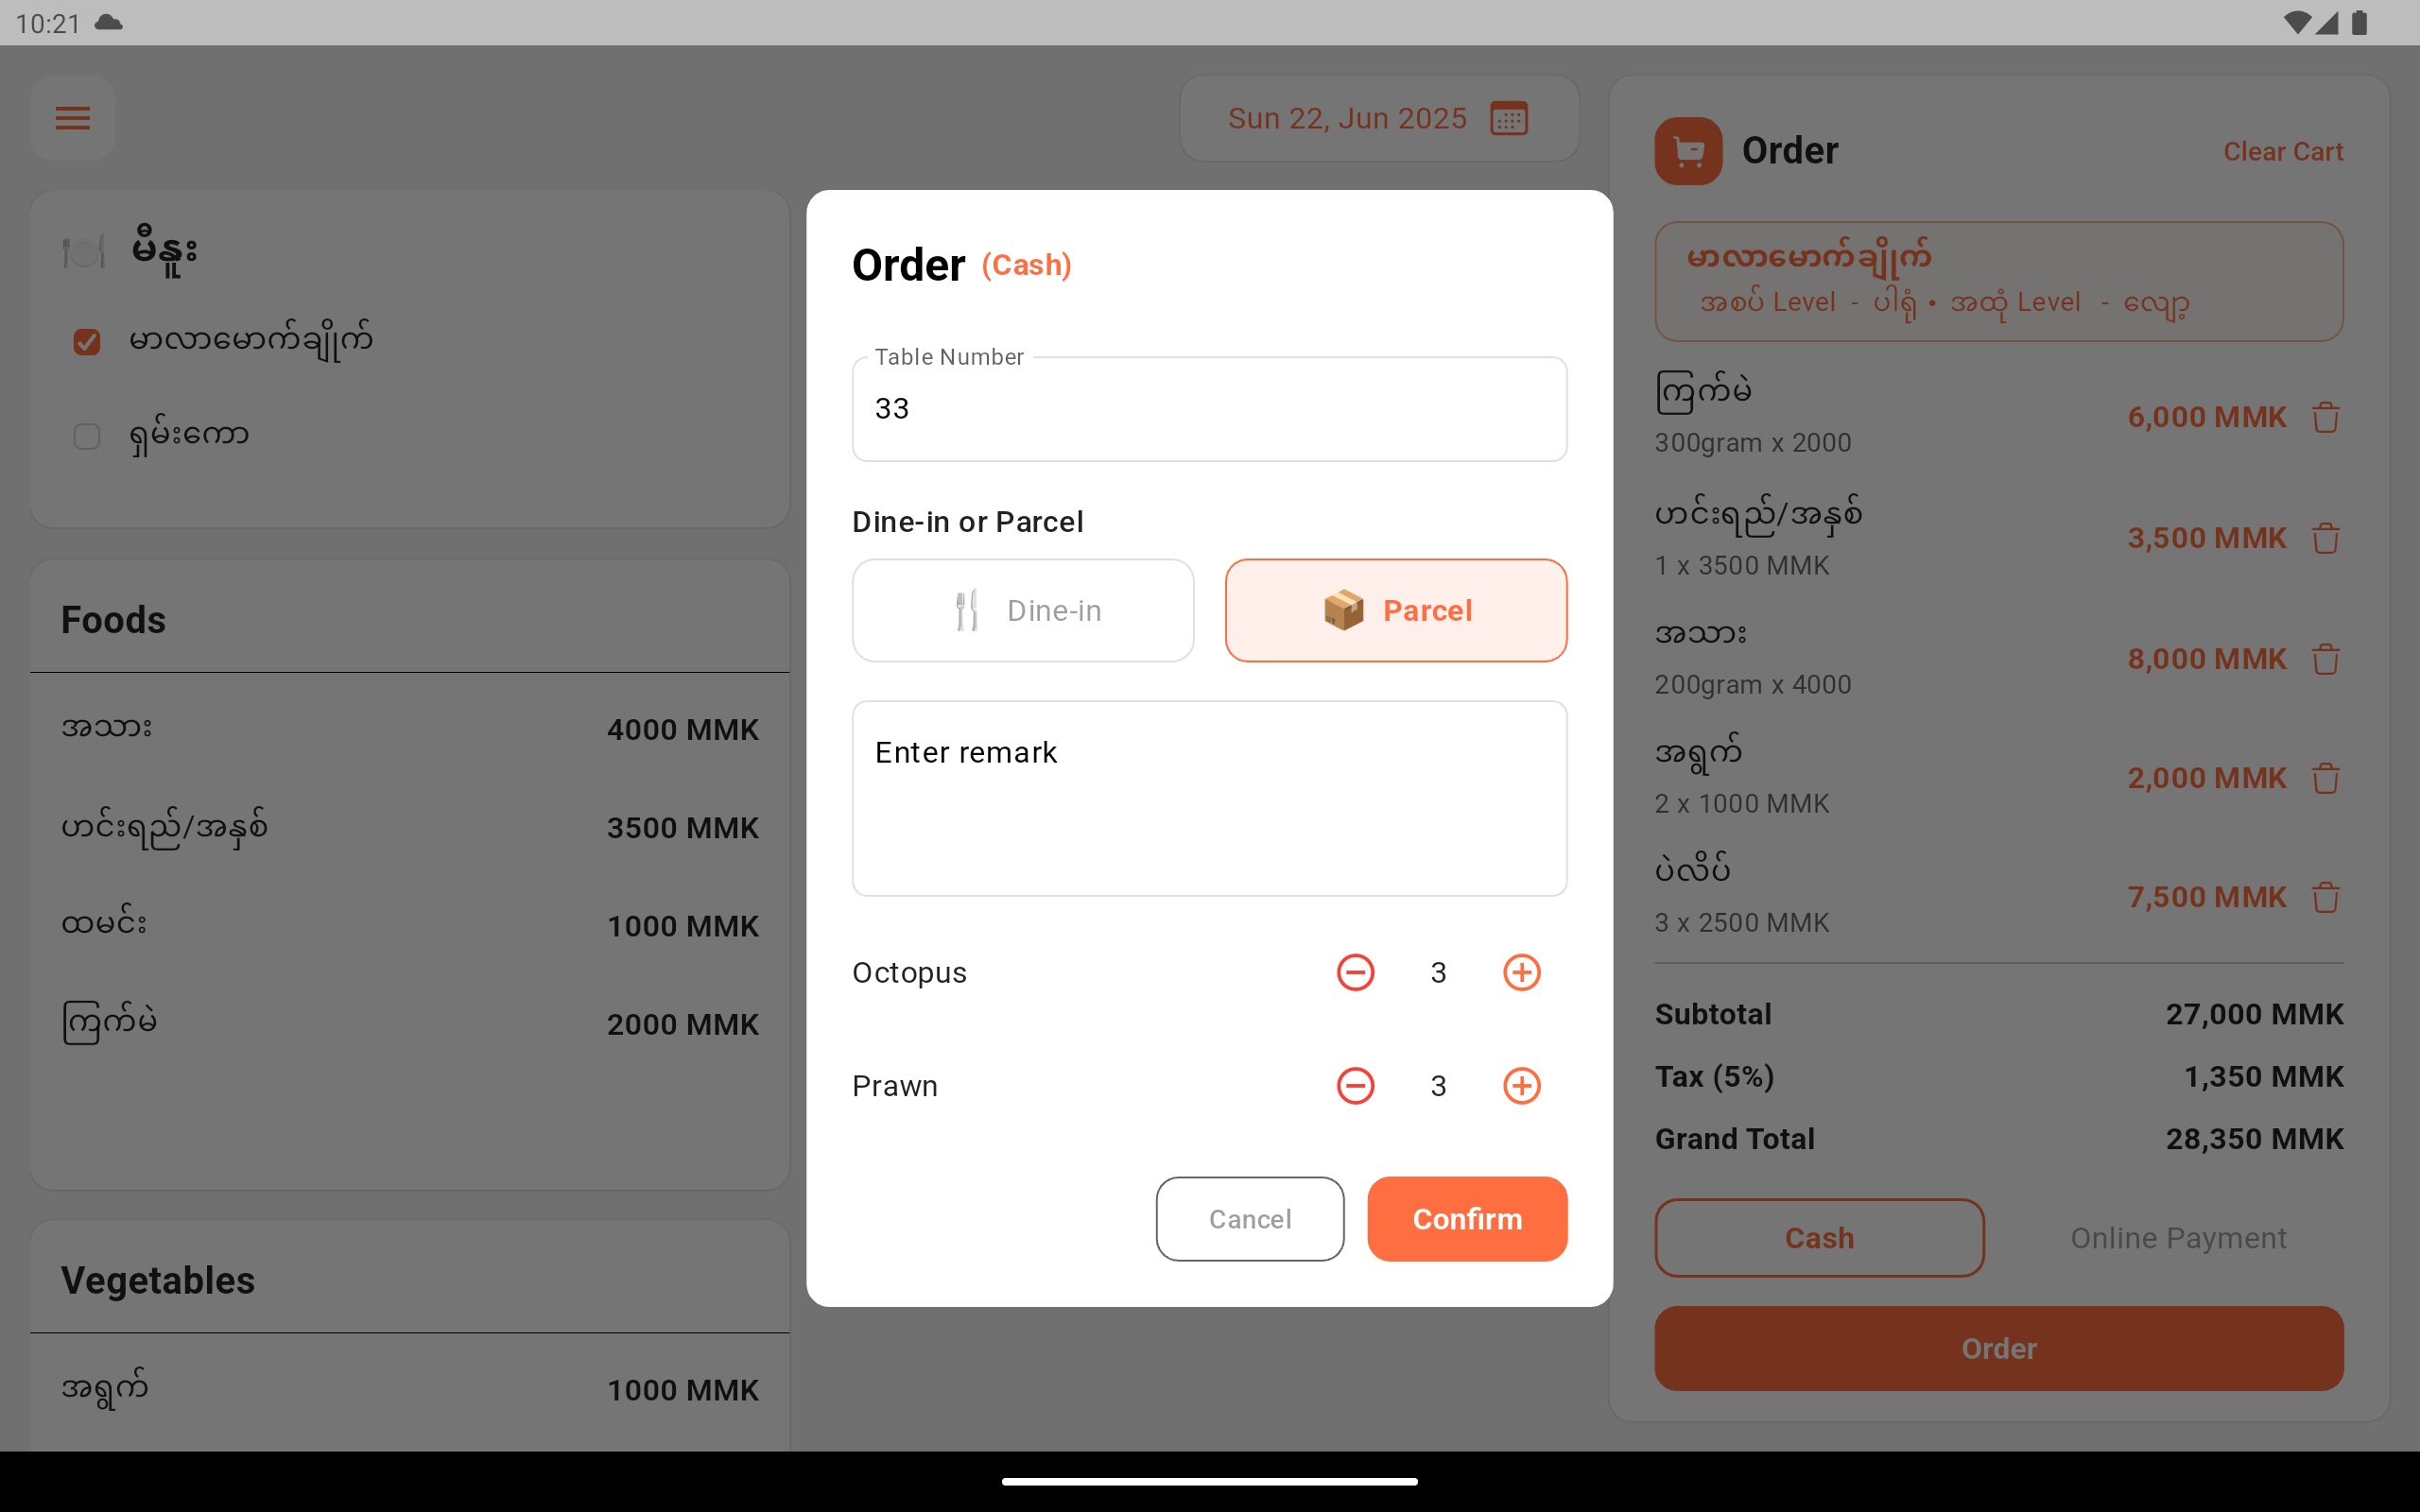 10:21
Sun 22, Jun 2025
မီနူး
မာလာမောက်ချိုက်
ရှမ်းကော
Foods
အသား 4000 MMK
ဟင်းရည်/အနှစ် 3500 MMK
ထမင်း 1000 MMK
ကြက်မဲ 2000 MMK
Vegetables
အရွက် 1000 MMK
Order (Cash)
Table Number
33
Dine-in or Parcel
Dine-in
Parcel
Enter remark
Octopus 3
Prawn 3
Cancel
Confirm
Order
Clear Cart
မာလာမောက်ချိုက်
အစပ် Level - ပါရုံ • အထုံ Level - လျော့
ကြက်မဲ
300gram x 2000
6,000 MMK
ဟင်းရည်/အနှစ်
1 x 3500 MMK
3,500 MMK
အသား
200gram x 4000
8,000 MMK
အရွက်
2 x 1000 MMK
2,000 MMK
ပဲလိပ်
3 x 2500 MMK
7,500 MMK
Subtotal 27,000 MMK
Tax (5%) 1,350 MMK
Grand Total 28,350 MMK
Cash
Online Payment
Order